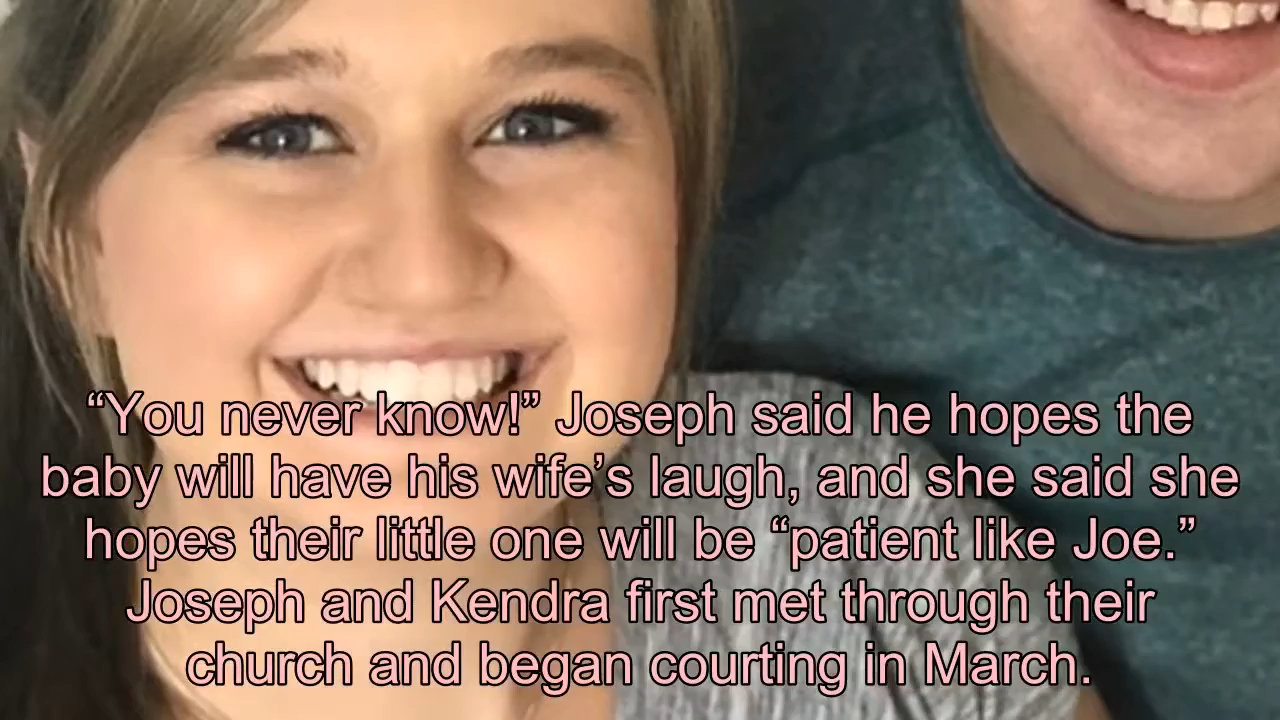 “You never know!” Joseph said he hopes the
baby will have his wife’s laugh, and she said she
hopes their little one will be “patient like Joe.”
Joseph and Kendra first met through their
church and began courting in March.